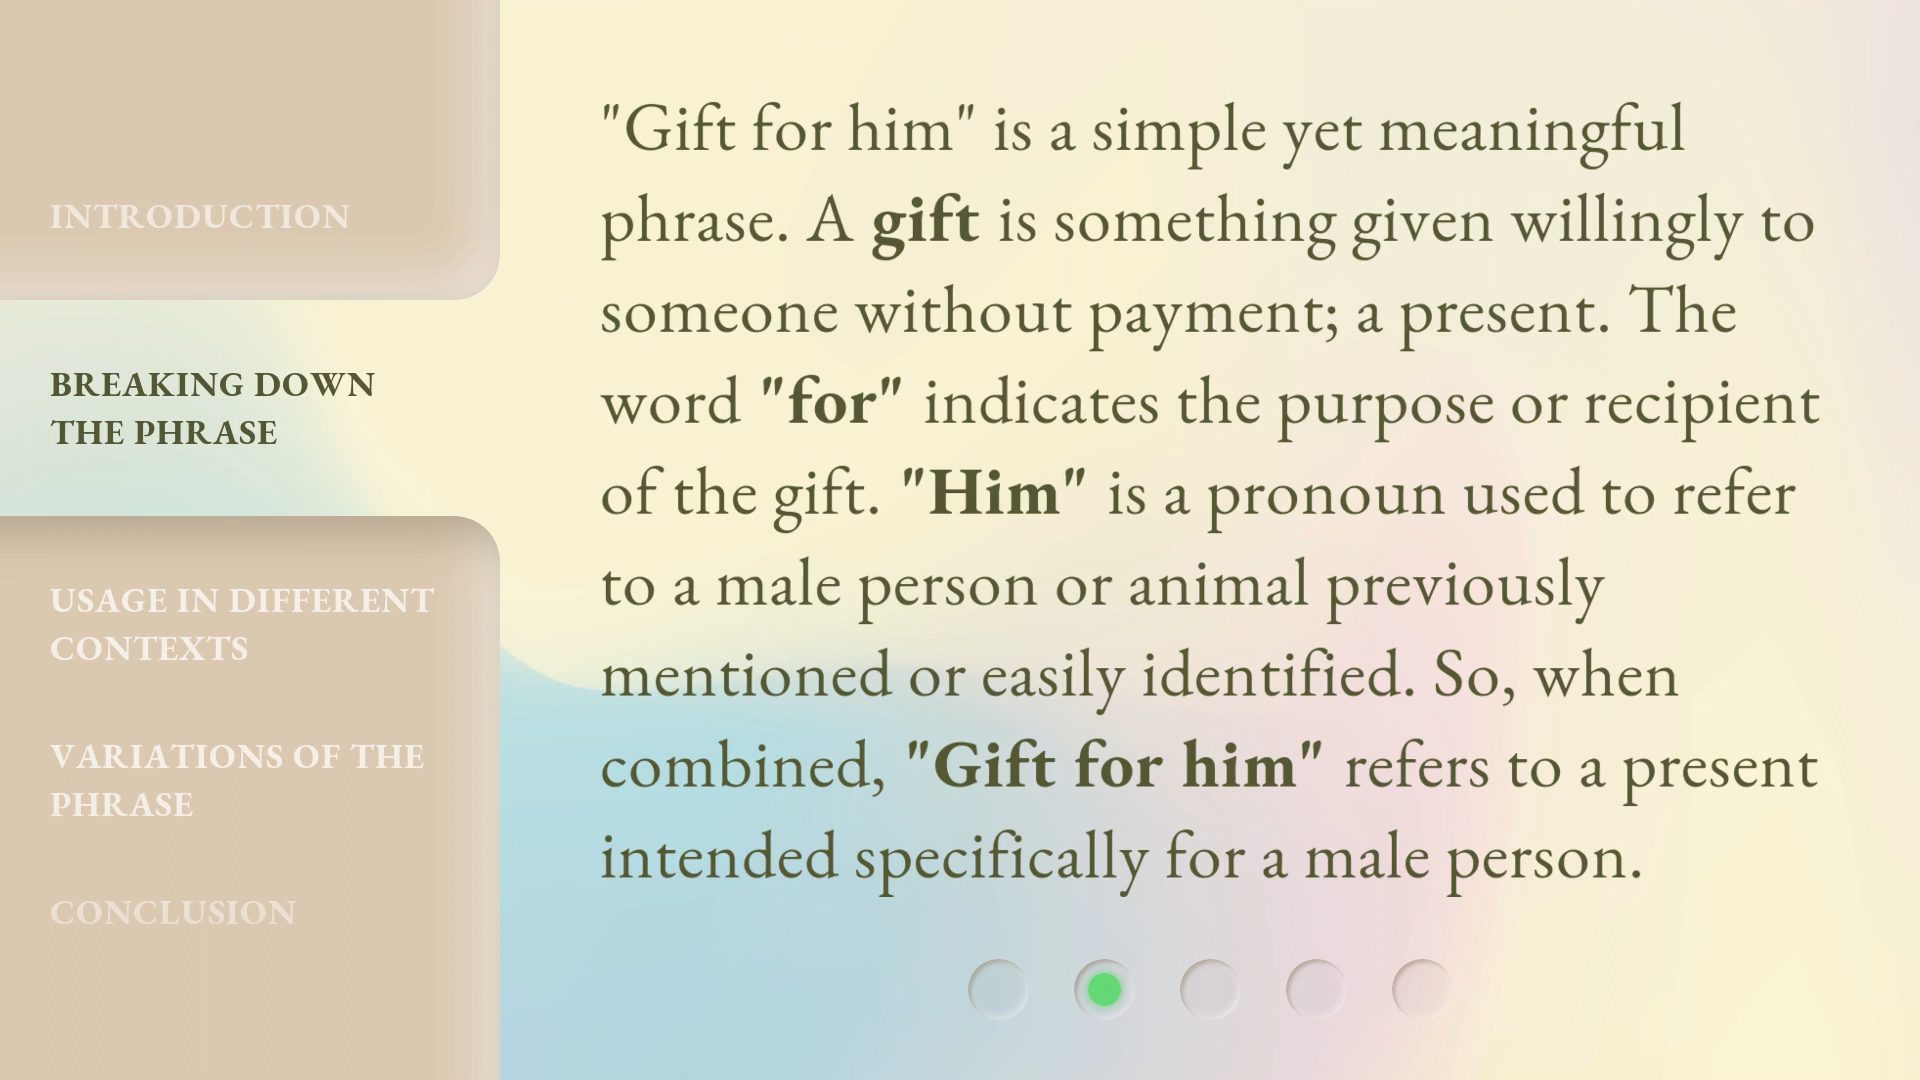 INTRODUCTION
BREAKING DOWN
THE PHRASE
USAGE IN DIFFERENT
CONTEXTS
VARIATIONS OF THE
PHRASE
CONCLUSION
"Gift for him" is a simple yet meaningful
phrase. A gift is something given willingly to
someone without payment; a present. The
word "for" indicates the purpose or recipient
of the gift. "Him" is a pronoun used to refer
to a male person or animal previously
mentioned or easily identified. So, when
combined, "Gift for him" refers to a present
intended specifically for a male person.